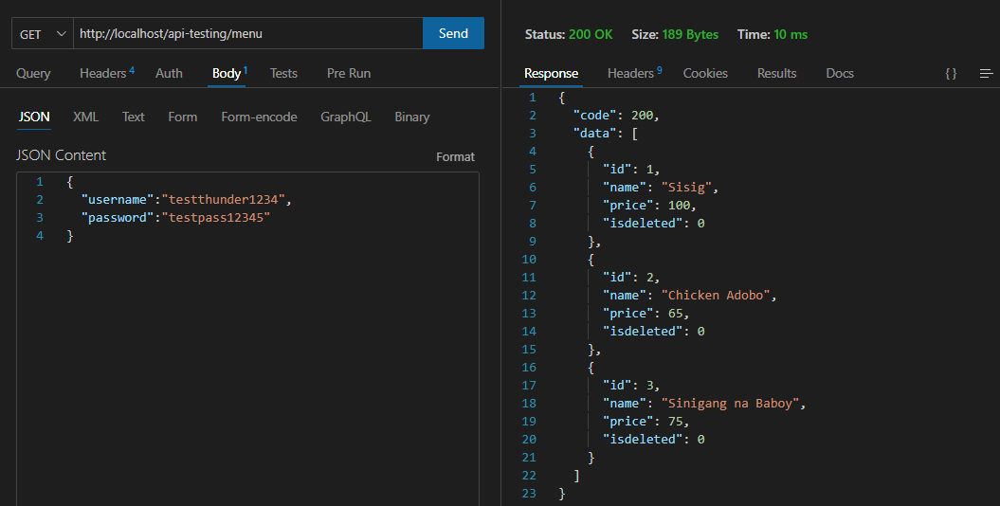 GET http://localhost/api-testing/menu Send
Query Headers 4 Auth Body 1 Tests Pre Run
JSON XML Text Form Form-encode GraphQL Binary
JSON Content Format
1 {
2 "username":"testthunder1234",
3 "password":"testpass12345"
4 }
Status: 200 OK Size: 189 Bytes Time: 10 ms
Response Headers 9 Cookies Results Docs { }
1 {
2 "code": 200,
3 "data": [
4 {
5 "id": 1,
6 "name": "Sisig",
7 "price": 100,
8 "isdeleted": 0
9 },
10 {
11 "id": 2,
12 "name": "Chicken Adobo",
13 "price": 65,
14 "isdeleted": 0
15 },
16 {
17 "id": 3,
18 "name": "Sinigang na Baboy",
19 "price": 75,
20 "isdeleted": 0
21 }
22 ]
23 }